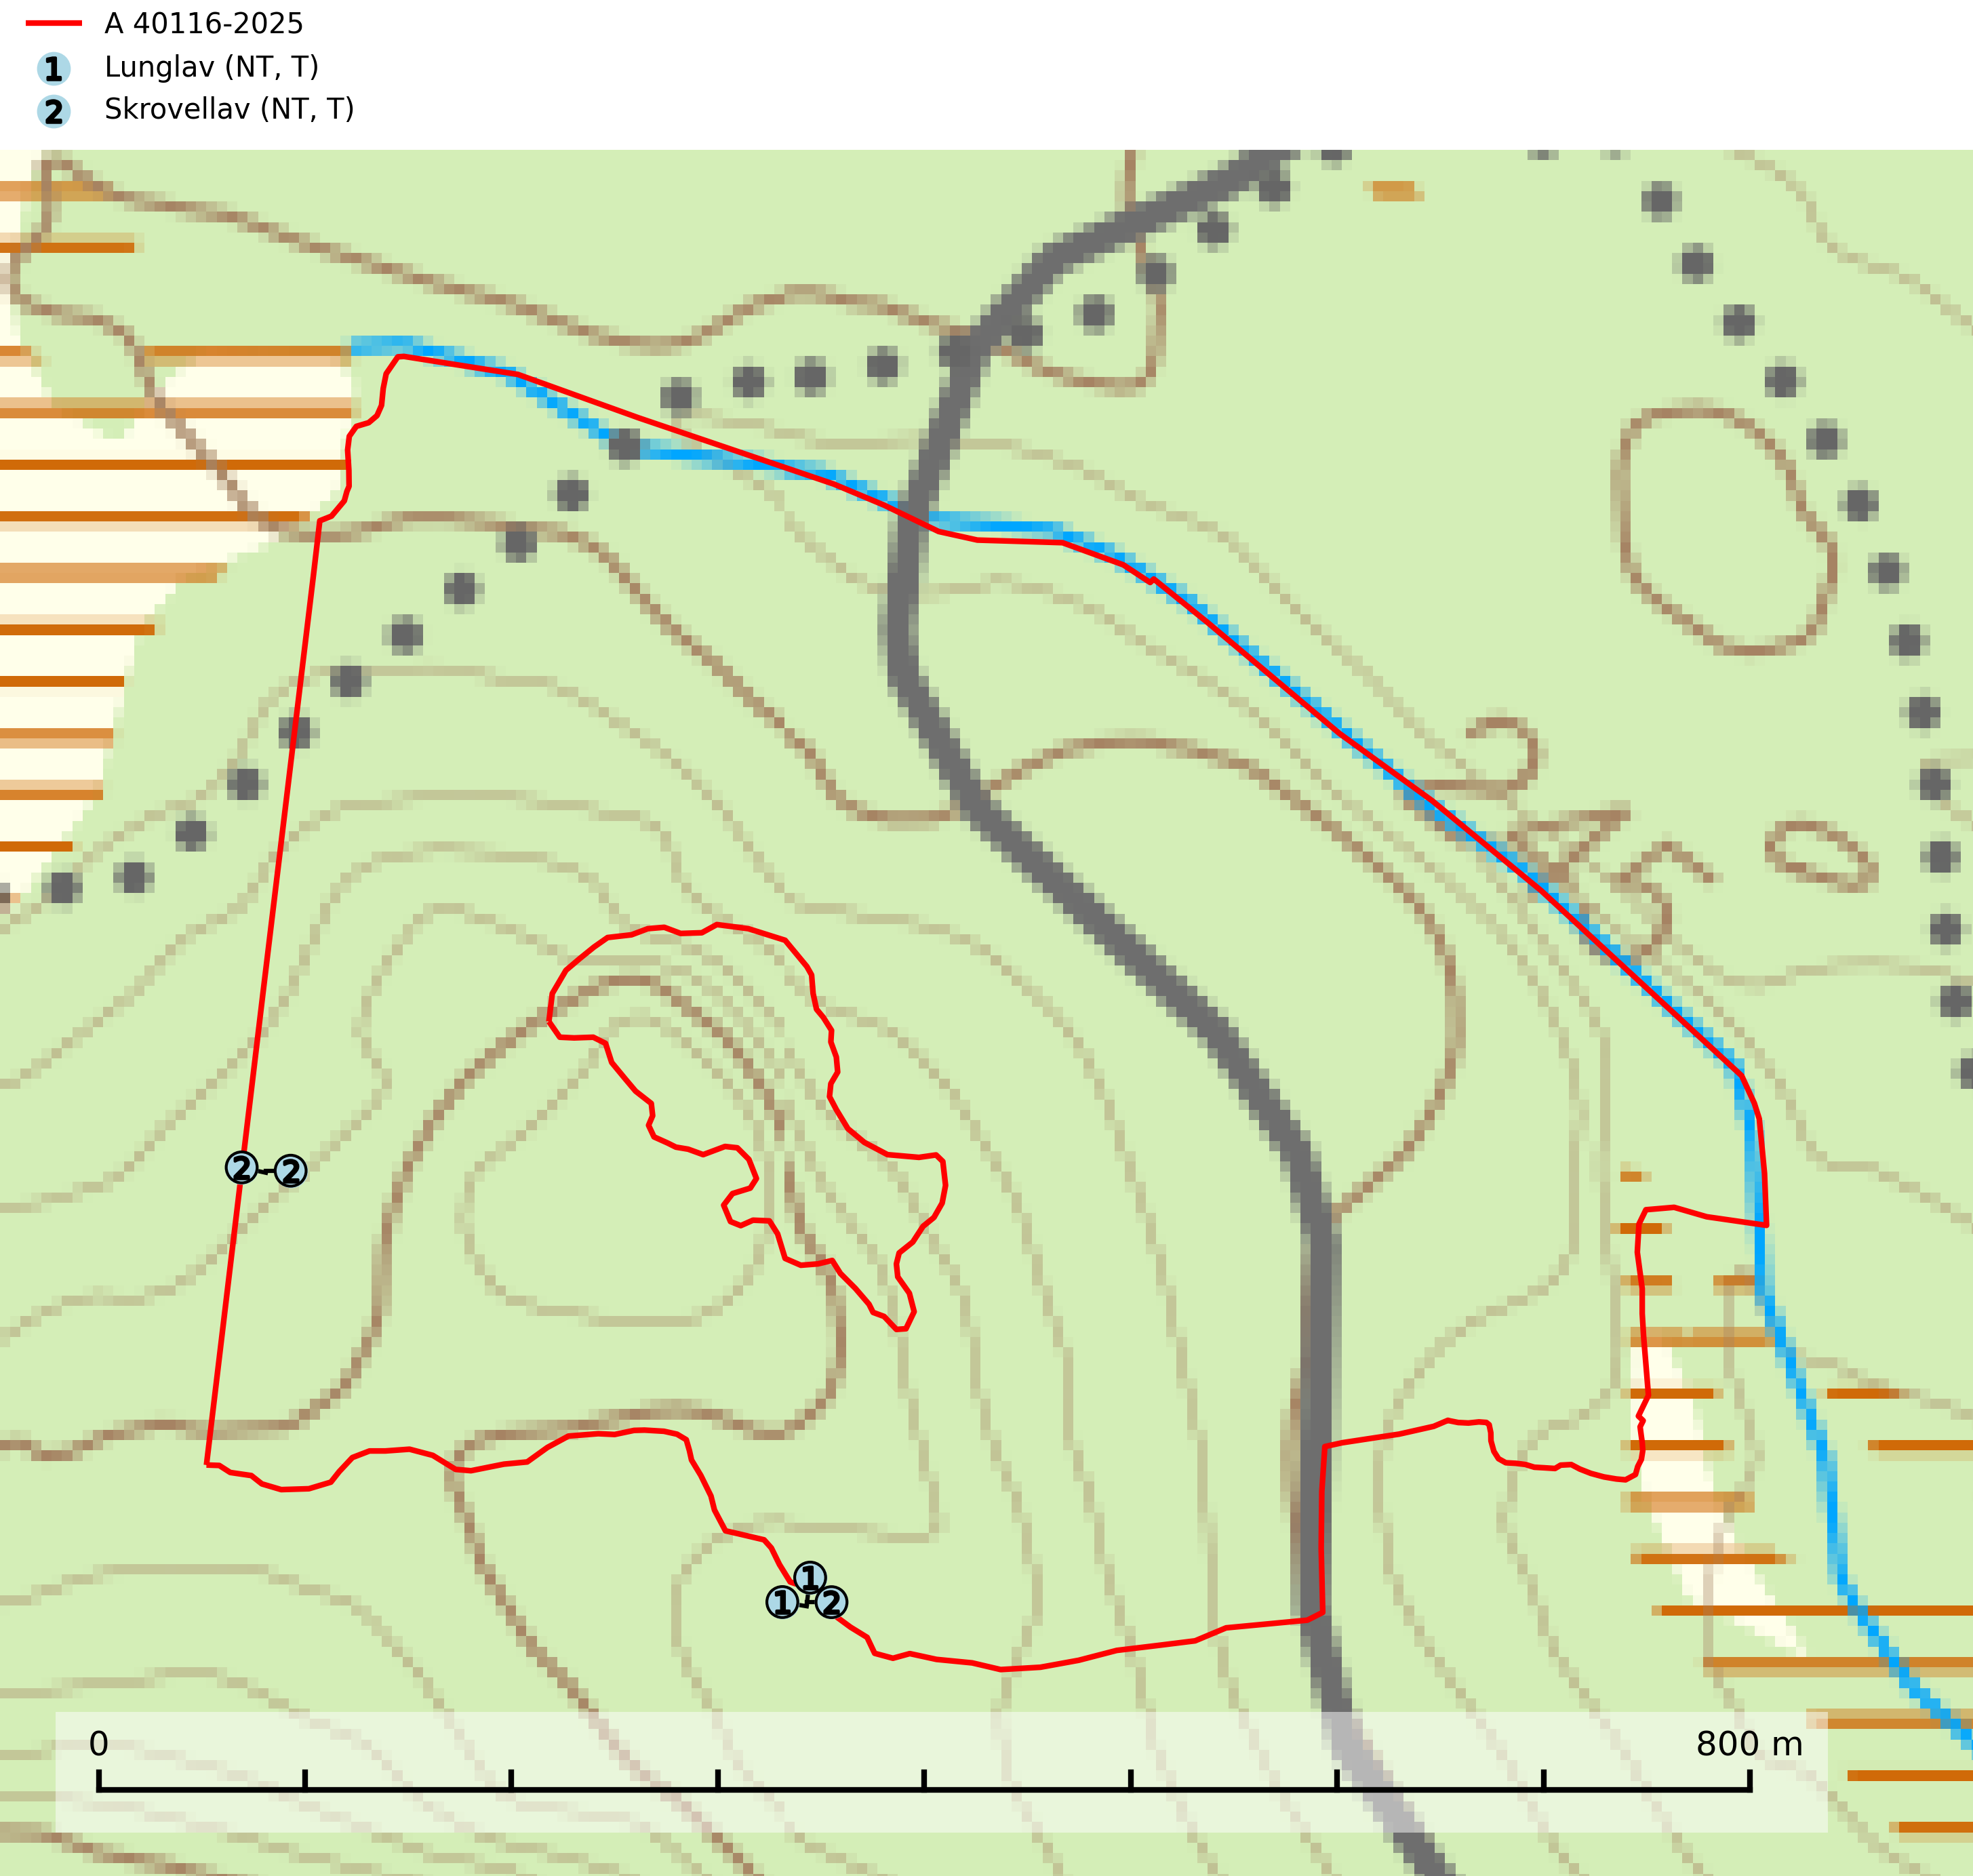 A 40116-2025
1 Lunglav (NT, T)
2 Skrovellav (NT, T)
2 2
1
1 2
0 800 m